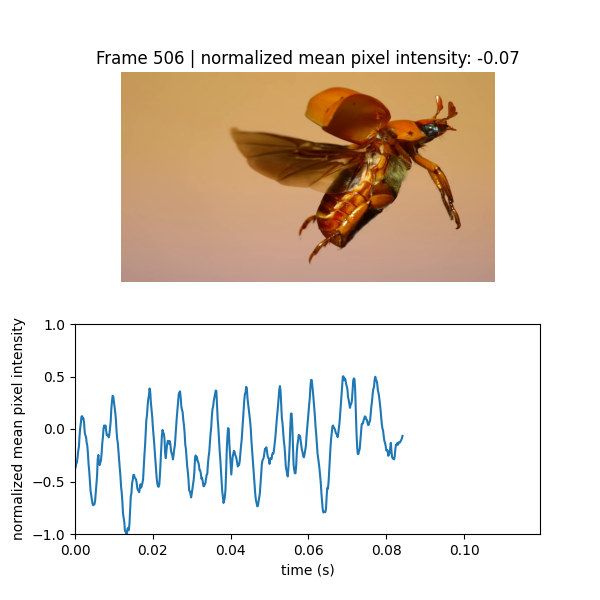 Frame 506 | normalized mean pixel intensity: -0.07
1.0
0.5
0.0
−0.5
−1.0
normalized mean pixel intensity
0.00 0.02 0.04 0.06 0.08 0.10
time (s)